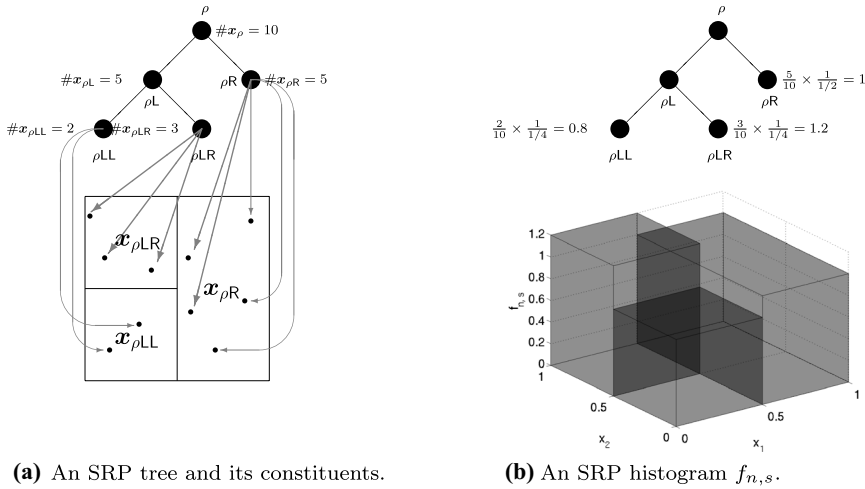 ρ
#x_ρ = 10
#x_ρL = 5
ρL
ρR
#x_ρR = 5
#x_ρLL = 2
#x_ρLR = 3
ρLL
ρLR
x_ρLR
x_ρR
x_ρLL
(a) An SRP tree and its constituents.
ρ
ρL
ρR
5/10 × 1/1/2 = 1
2/10 × 1/1/4 = 0.8
3/10 × 1/1/4 = 1.2
ρLL
ρLR
1.2
1
0.8
0.6
0.4
0.2
0
f_n,s
1
0.5
0
x_2
0
0.5
1
x_1
(b) An SRP histogram f_n,s.